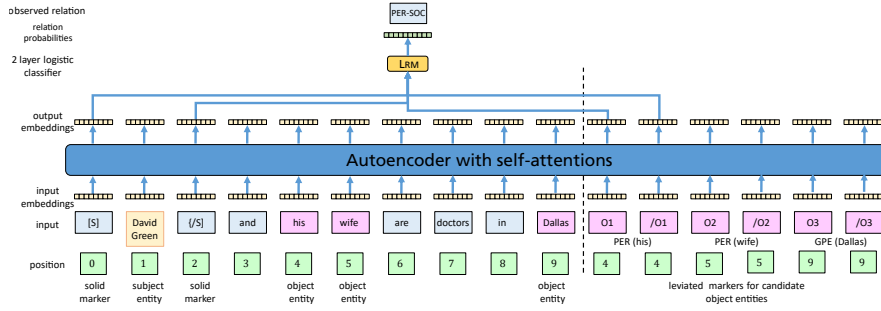 observed relation
PER-SOC
relation
probabilities
2 layer logistic
classifier
LRM
output
embeddings
Autoencoder with self-attentions
input
embeddings
input
[S]
David
Green
{/S]
and
his
wife
are
doctors
in
Dallas
O1
/O1
O2
/O2
O3
/O3
PER (his)
PER (wife)
GPE (Dallas)
position
0
1
2
3
4
5
6
7
8
9
4
4
5
5
9
9
solid
marker
subject
entity
solid
marker
object
entity
object
entity
object
entity
leviated markers for candidate
object entities